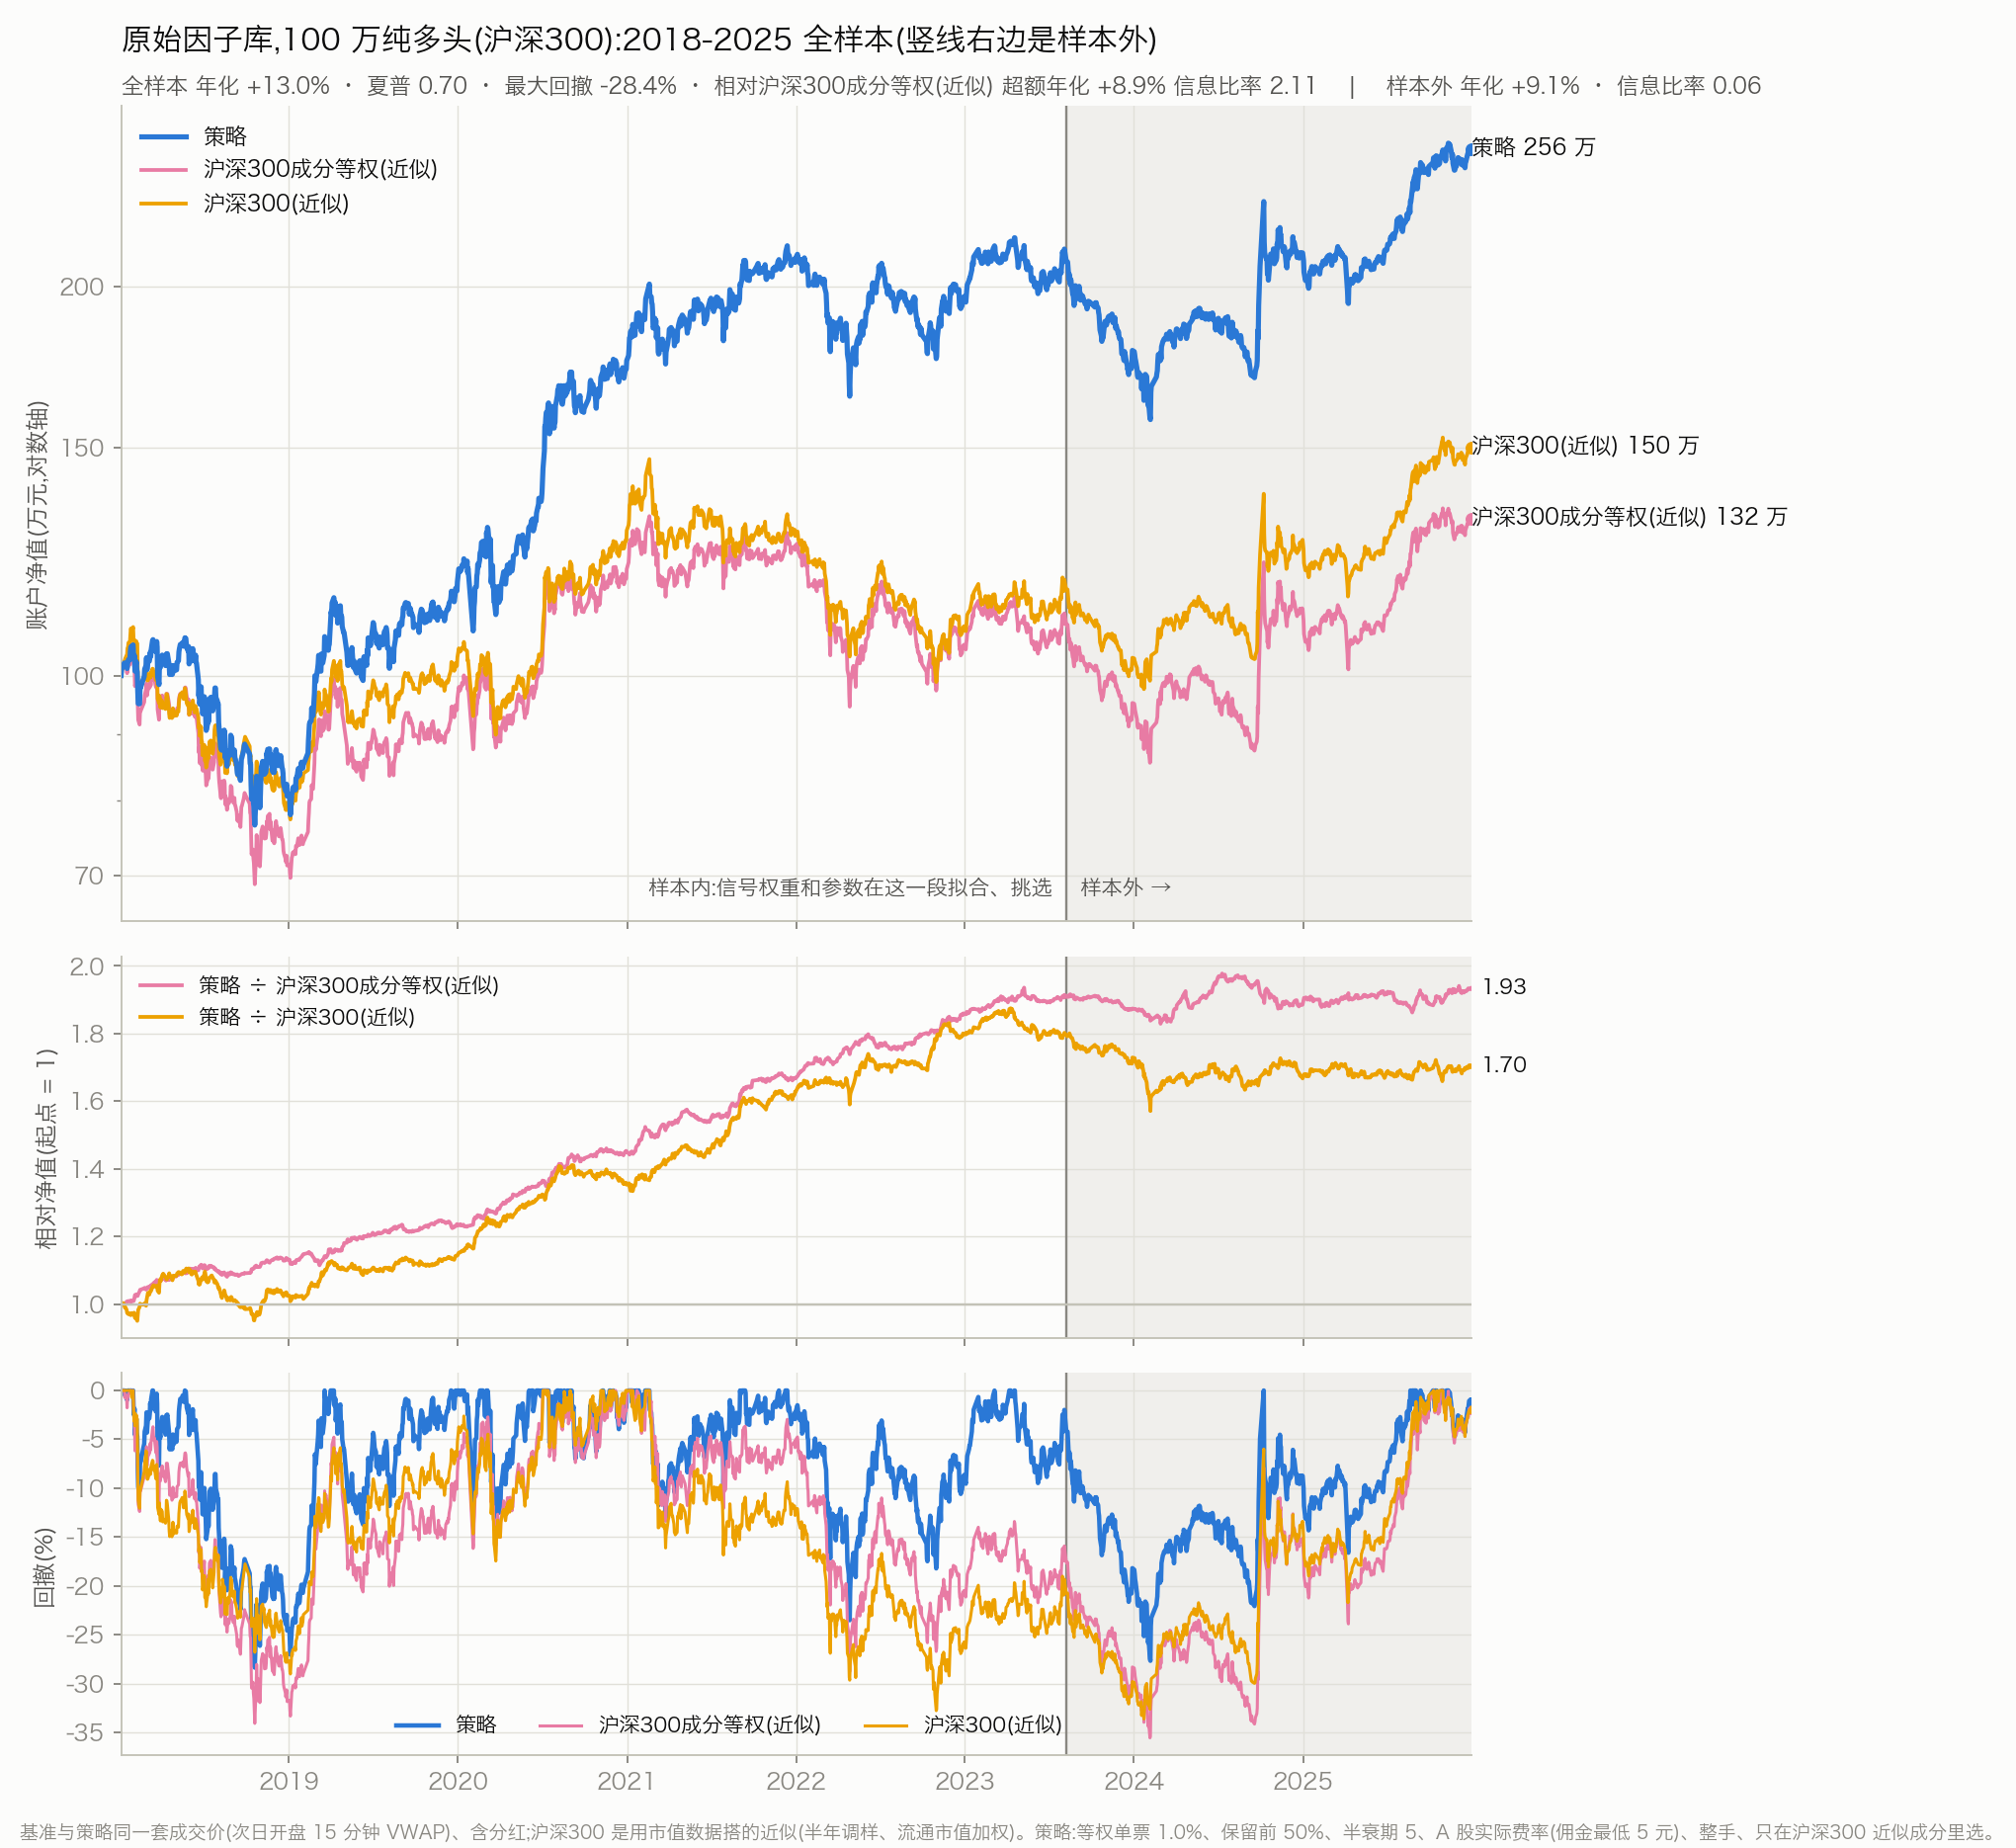 原始因子库,100 万纯多头(沪深300):2018-2025 全样本(竖线右边是样本外)
全样本 年化 +13.0% · 夏普 0.70 · 最大回撤 -28.4% · 相对沪深300成分等权(近似) 超额年化 +8.9% 信息比率 2.11 | 样本外 年化 +9.1% · 信息比率 0.06
策略
沪深300成分等权(近似)
沪深300(近似)
账户净值(万元,对数轴)
200
150
100
70
策略 256 万
沪深300(近似) 150 万
沪深300成分等权(近似) 132 万
样本内:信号权重和参数在这一段拟合、挑选
样本外 →
策略 ÷ 沪深300成分等权(近似)
策略 ÷ 沪深300(近似)
相对净值(起点 = 1)
2.0
1.8
1.6
1.4
1.2
1.0
1.93
1.70
回撤(%)
0
-5
-10
-15
-20
-25
-30
-35
策略
沪深300成分等权(近似)
沪深300(近似)
2019
2020
2021
2022
2023
2024
2025
基准与策略同一套成交价(次日开盘 15 分钟 VWAP)、含分红;沪深300 是用市值数据搭的近似(半年调样、流通市值加权)。策略:等权单票 1.0%、保留前 50%、半衰期 5、A 股实际费率(佣金最低 5 元)、整手、只在沪深300 近似成分里选。